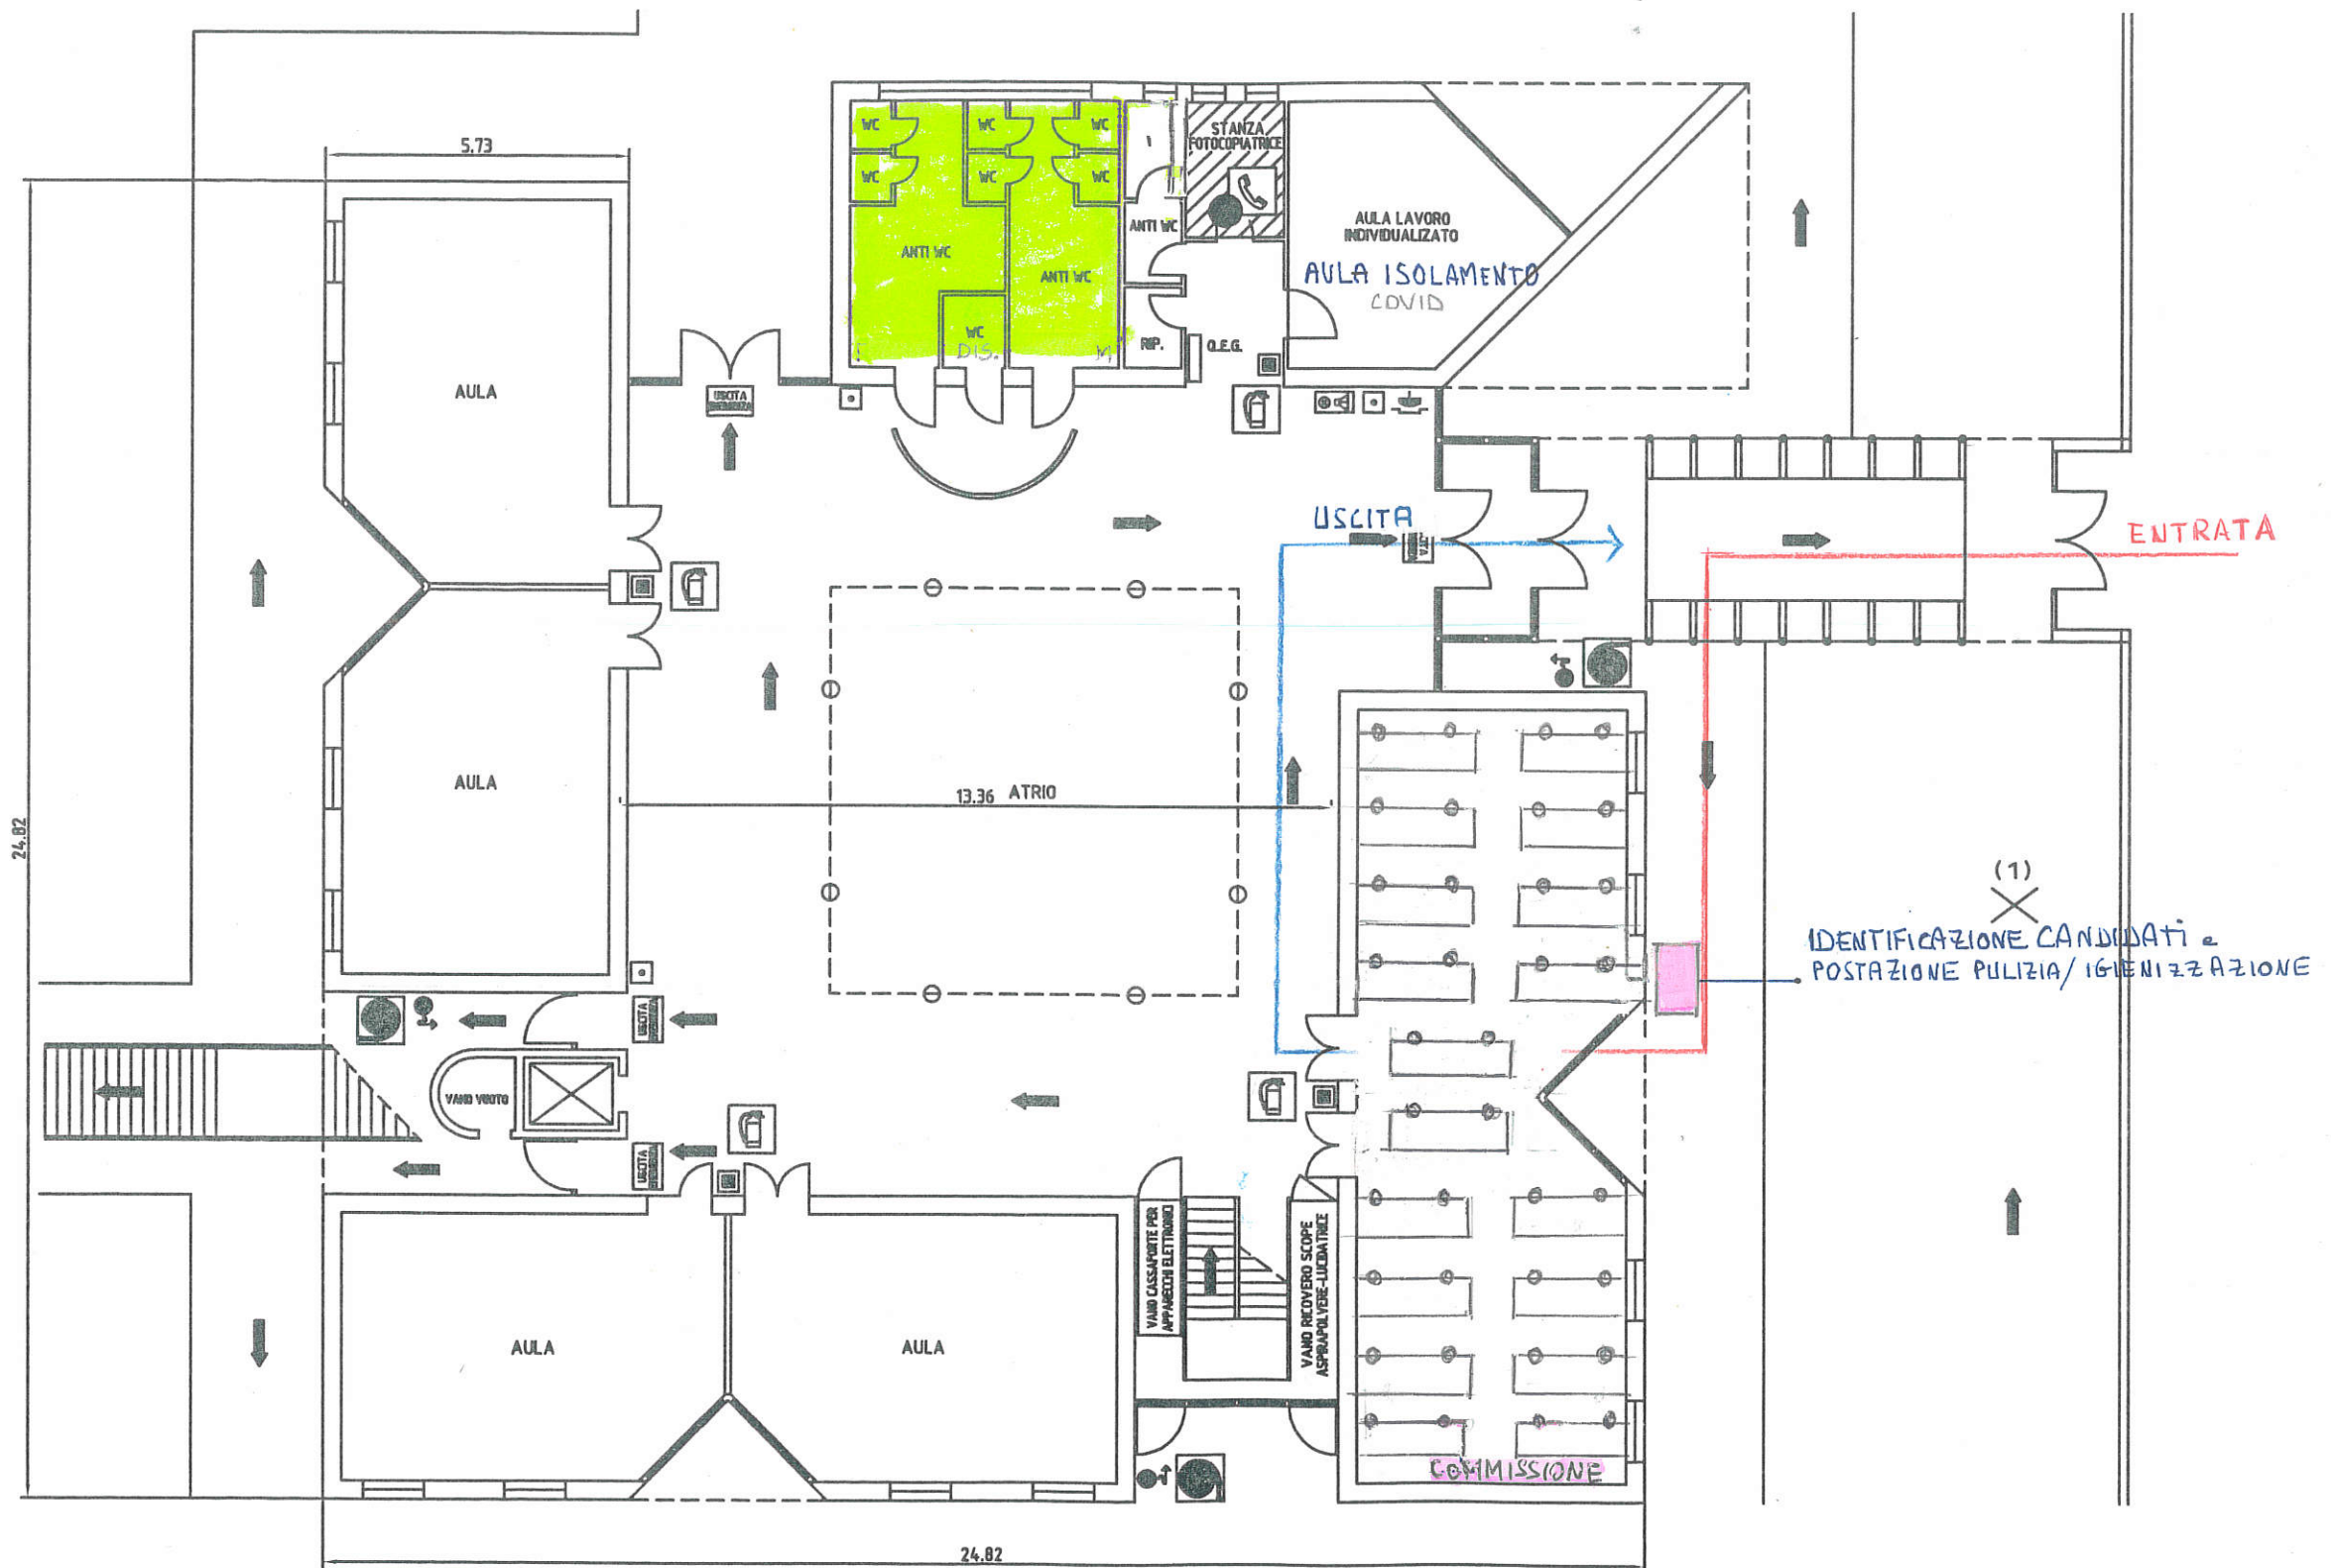 5.73
WC
WC
WC
WC
WC
WC
STANZA
FOTOCOPIATRICE
ANTI WC
ANTI WC
ANTI WC
AULA LAVORO
INDIVIDUALIZATO
AULA ISOLAMENTO
COVID
WC
DIS.
M
RIP.
Q.E.G.
AULA
USCITA
USCITA
ENTRATA
AULA
13.36 ATRIO
24.82
(1)
IDENTIFICAZIONE CANDIDATI e
POSTAZIONE PULIZIA/IGIENIZZAZIONE
USCITA
VANO VUOTO
USCITA
VANO CASSAFORTE PER
APPARECCHI ELETTRONICI
VANO RICOVERO SCOPE
ASPIRAPOLVERE-LUCIDATRICE
AULA
AULA
COMMISSIONE
24.82